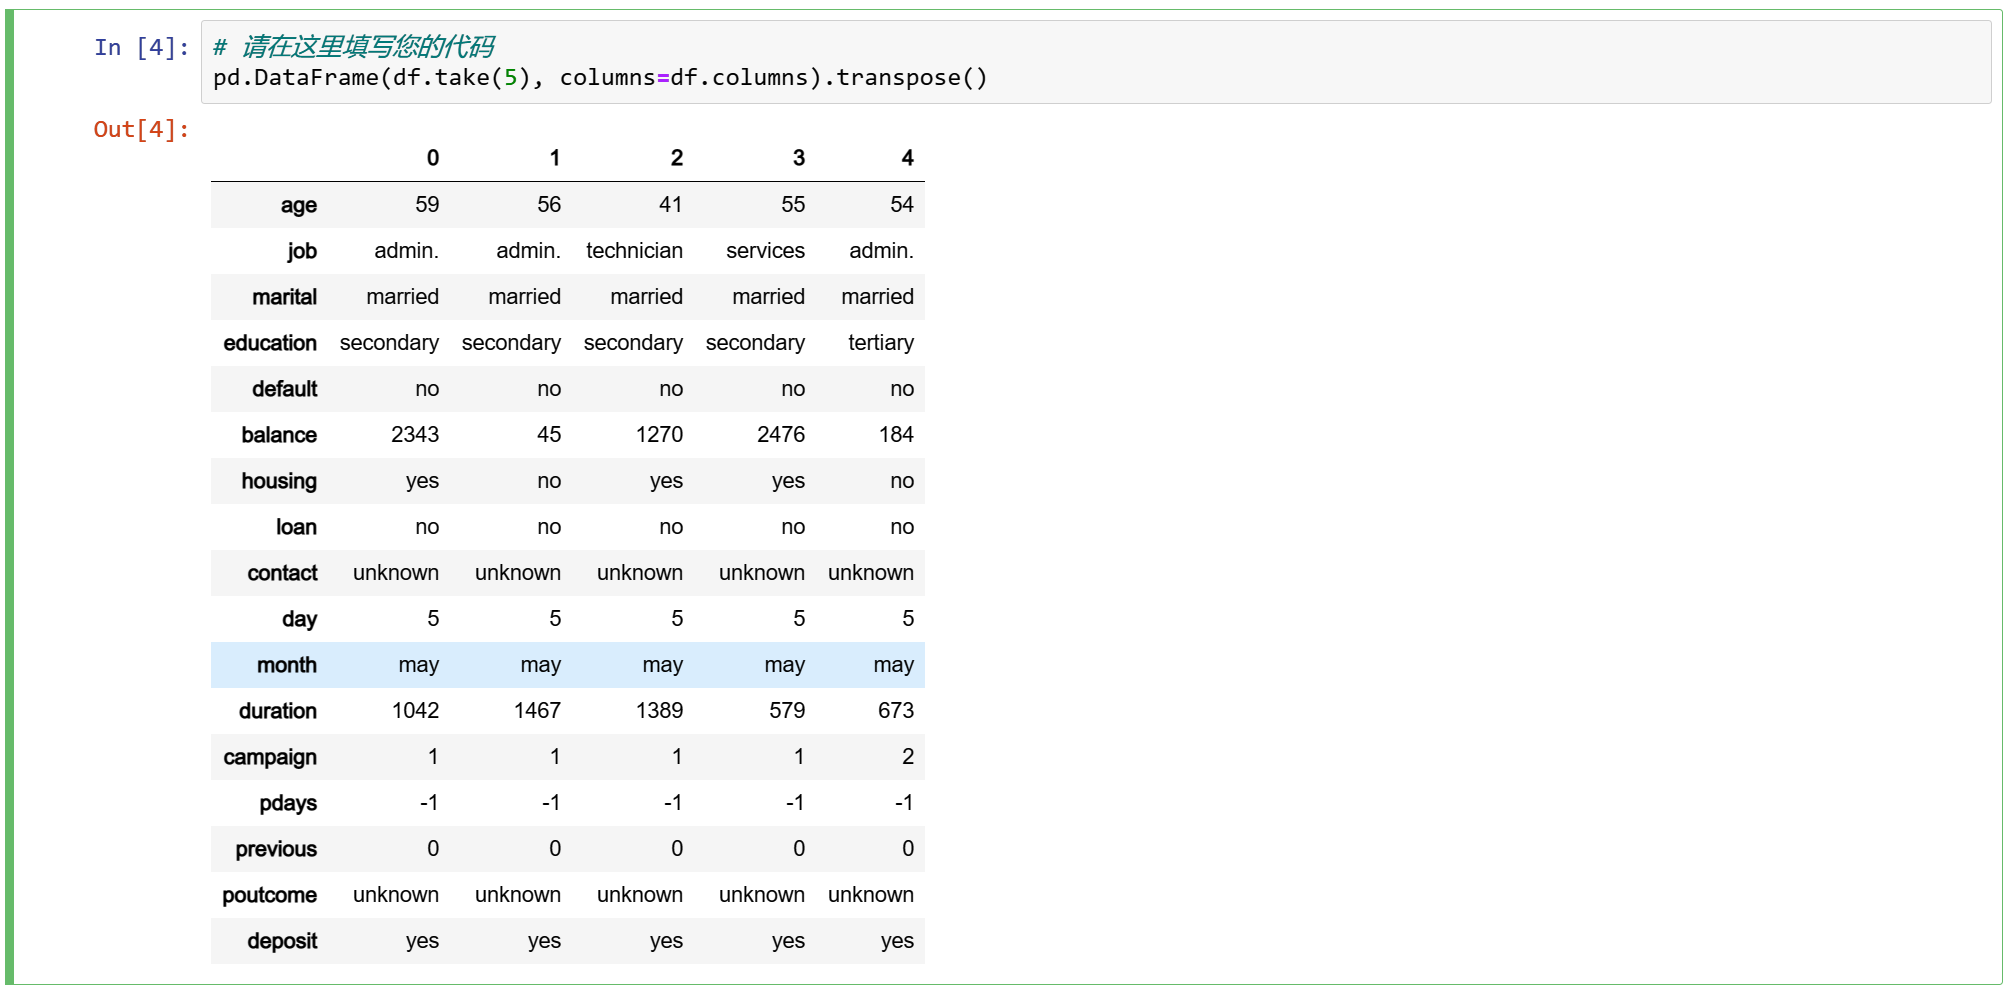 In [4]: # 请在这里填写您的代码
pd.DataFrame(df.take(5), columns=df.columns).transpose()
Out[4]:
0 1 2 3 4
age 59 56 41 55 54
job admin. admin. technician services admin.
marital married married married married married
education secondary secondary secondary secondary tertiary
default no no no no no
balance 2343 45 1270 2476 184
housing yes no yes yes no
loan no no no no no
contact unknown unknown unknown unknown unknown
day 5 5 5 5 5
month may may may may may
duration 1042 1467 1389 579 673
campaign 1 1 1 1 2
pdays -1 -1 -1 -1 -1
previous 0 0 0 0 0
poutcome unknown unknown unknown unknown unknown
deposit yes yes yes yes yes